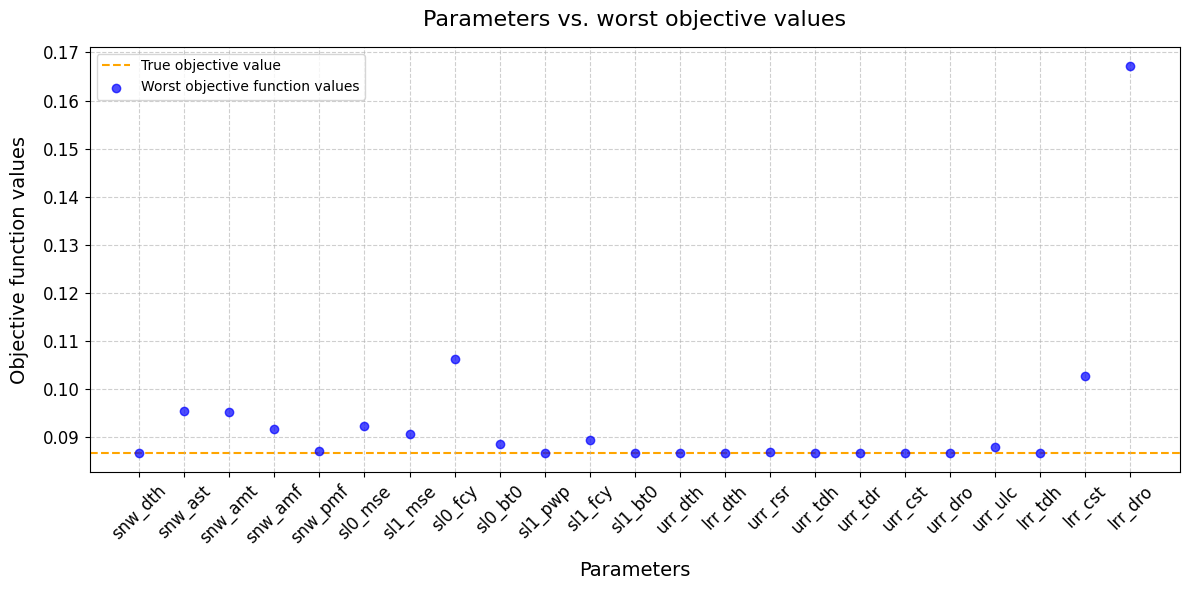 Parameters vs. worst objective values
True objective value
Worst objective function values
Objective function values
0.17
0.16
0.15
0.14
0.13
0.12
0.11
0.10
0.09
snw_dth
snw_ast
snw_amt
snw_amf
snw_pmf
sl0_mse
sl1_mse
sl0_fcy
sl0_bt0
sl1_pwp
sl1_fcy
sl1_bt0
urr_dth
lrr_dth
urr_rsr
urr_tdh
urr_tdr
urr_cst
urr_dro
urr_ulc
lrr_tdh
lrr_cst
lrr_dro
Parameters